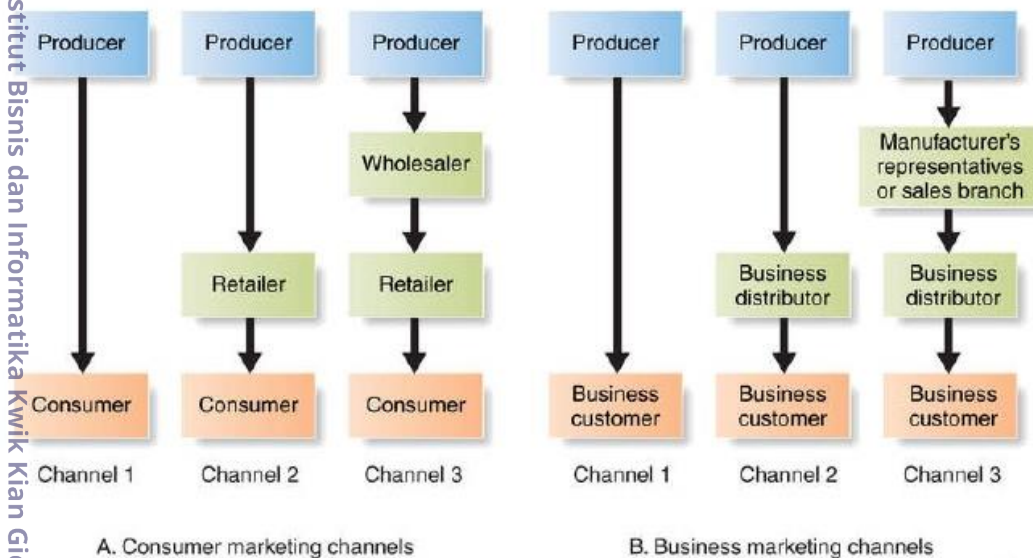 stitut Bisnis dan Informatika Kwik Kian Gie
Producer
Producer
Producer
Wholesaler
Retailer
Retailer
Consumer
Consumer
Consumer
Channel 1
Channel 2
Channel 3
A. Consumer marketing channels
Producer
Producer
Producer
Manufacturer's
representatives
or sales branch
Business
distributor
Business
distributor
Business
customer
Business
customer
Business
customer
Channel 1
Channel 2
Channel 3
B. Business marketing channels